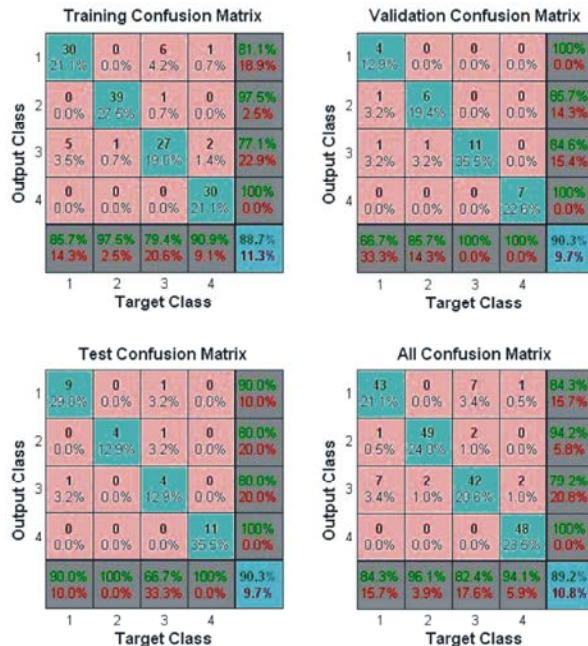 Training Confusion Matrix
Output Class
1
30 0 6 1 81.1%
21.1% 0.0% 4.2% 0.7% 18.9%
2
0 39 1 0 97.5%
0.0% 27.5% 0.7% 0.0% 2.5%
3
5 1 27 2 77.1%
3.5% 0.7% 19.0% 1.4% 22.9%
4
0 0 0 30 100%
0.0% 0.0% 0.0% 21.1% 0.0%
85.7% 97.5% 79.4% 90.9% 88.7%
14.3% 2.5% 20.6% 9.1% 11.3%
1 2 3 4
Target Class
Validation Confusion Matrix
Output Class
1
4 0 0 0 100%
12.9% 0.0% 0.0% 0.0% 0.0%
2
1 6 0 0 85.7%
3.2% 19.4% 0.0% 0.0% 14.3%
3
1 1 11 0 84.6%
3.2% 3.2% 35.5% 0.0% 15.4%
4
0 0 0 7 100%
0.0% 0.0% 0.0% 22.6% 0.0%
66.7% 85.7% 100% 100% 90.3%
33.3% 14.3% 0.0% 0.0% 9.7%
1 2 3 4
Target Class
Test Confusion Matrix
Output Class
1
9 0 1 0 90.0%
29.0% 0.0% 3.2% 0.0% 10.0%
2
0 4 1 0 80.0%
0.0% 12.9% 3.2% 0.0% 20.0%
3
1 0 4 0 80.0%
3.2% 0.0% 12.9% 0.0% 20.0%
4
0 0 0 11 100%
0.0% 0.0% 0.0% 35.5% 0.0%
90.0% 100% 66.7% 100% 90.3%
10.0% 0.0% 33.3% 0.0% 9.7%
1 2 3 4
Target Class
All Confusion Matrix
Output Class
1
43 0 7 1 84.3%
21.1% 0.0% 3.4% 0.5% 15.7%
2
1 49 2 0 94.2%
0.5% 24.0% 1.0% 0.0% 5.8%
3
7 2 42 2 79.2%
3.4% 1.0% 20.6% 1.0% 20.8%
4
0 0 0 48 100%
0.0% 0.0% 0.0% 23.5% 0.0%
84.3% 96.1% 82.4% 94.1% 89.2%
15.7% 3.9% 17.6% 5.9% 10.8%
1 2 3 4
Target Class